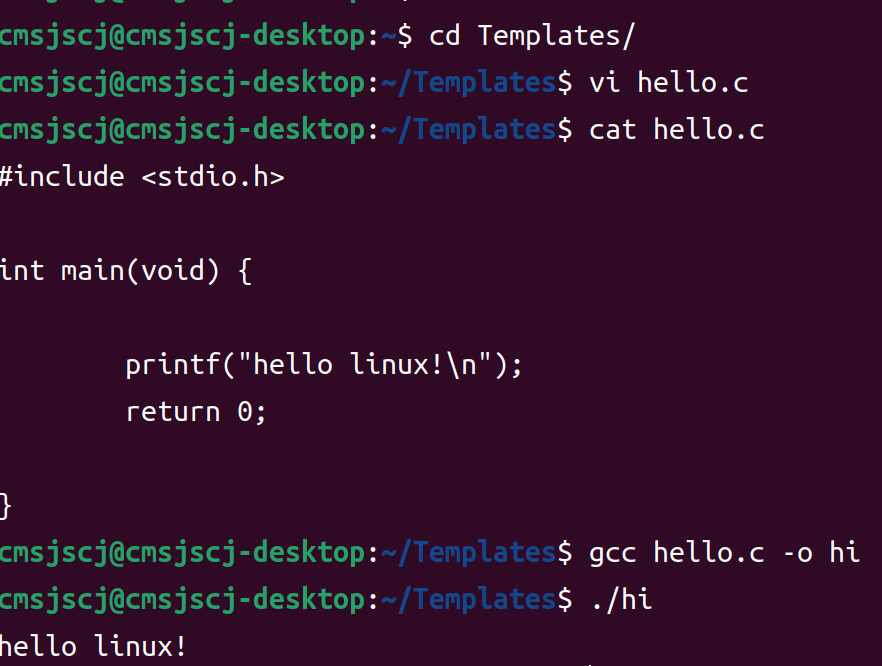 cmsjscj@cmsjscj-desktop:~$ cd Templates/
cmsjscj@cmsjscj-desktop:~/Templates$ vi hello.c
cmsjscj@cmsjscj-desktop:~/Templates$ cat hello.c
#include <stdio.h>
int main(void) {
printf("hello linux!\n");
return 0;
}
cmsjscj@cmsjscj-desktop:~/Templates$ gcc hello.c -o hi
cmsjscj@cmsjscj-desktop:~/Templates$ ./hi
hello linux!